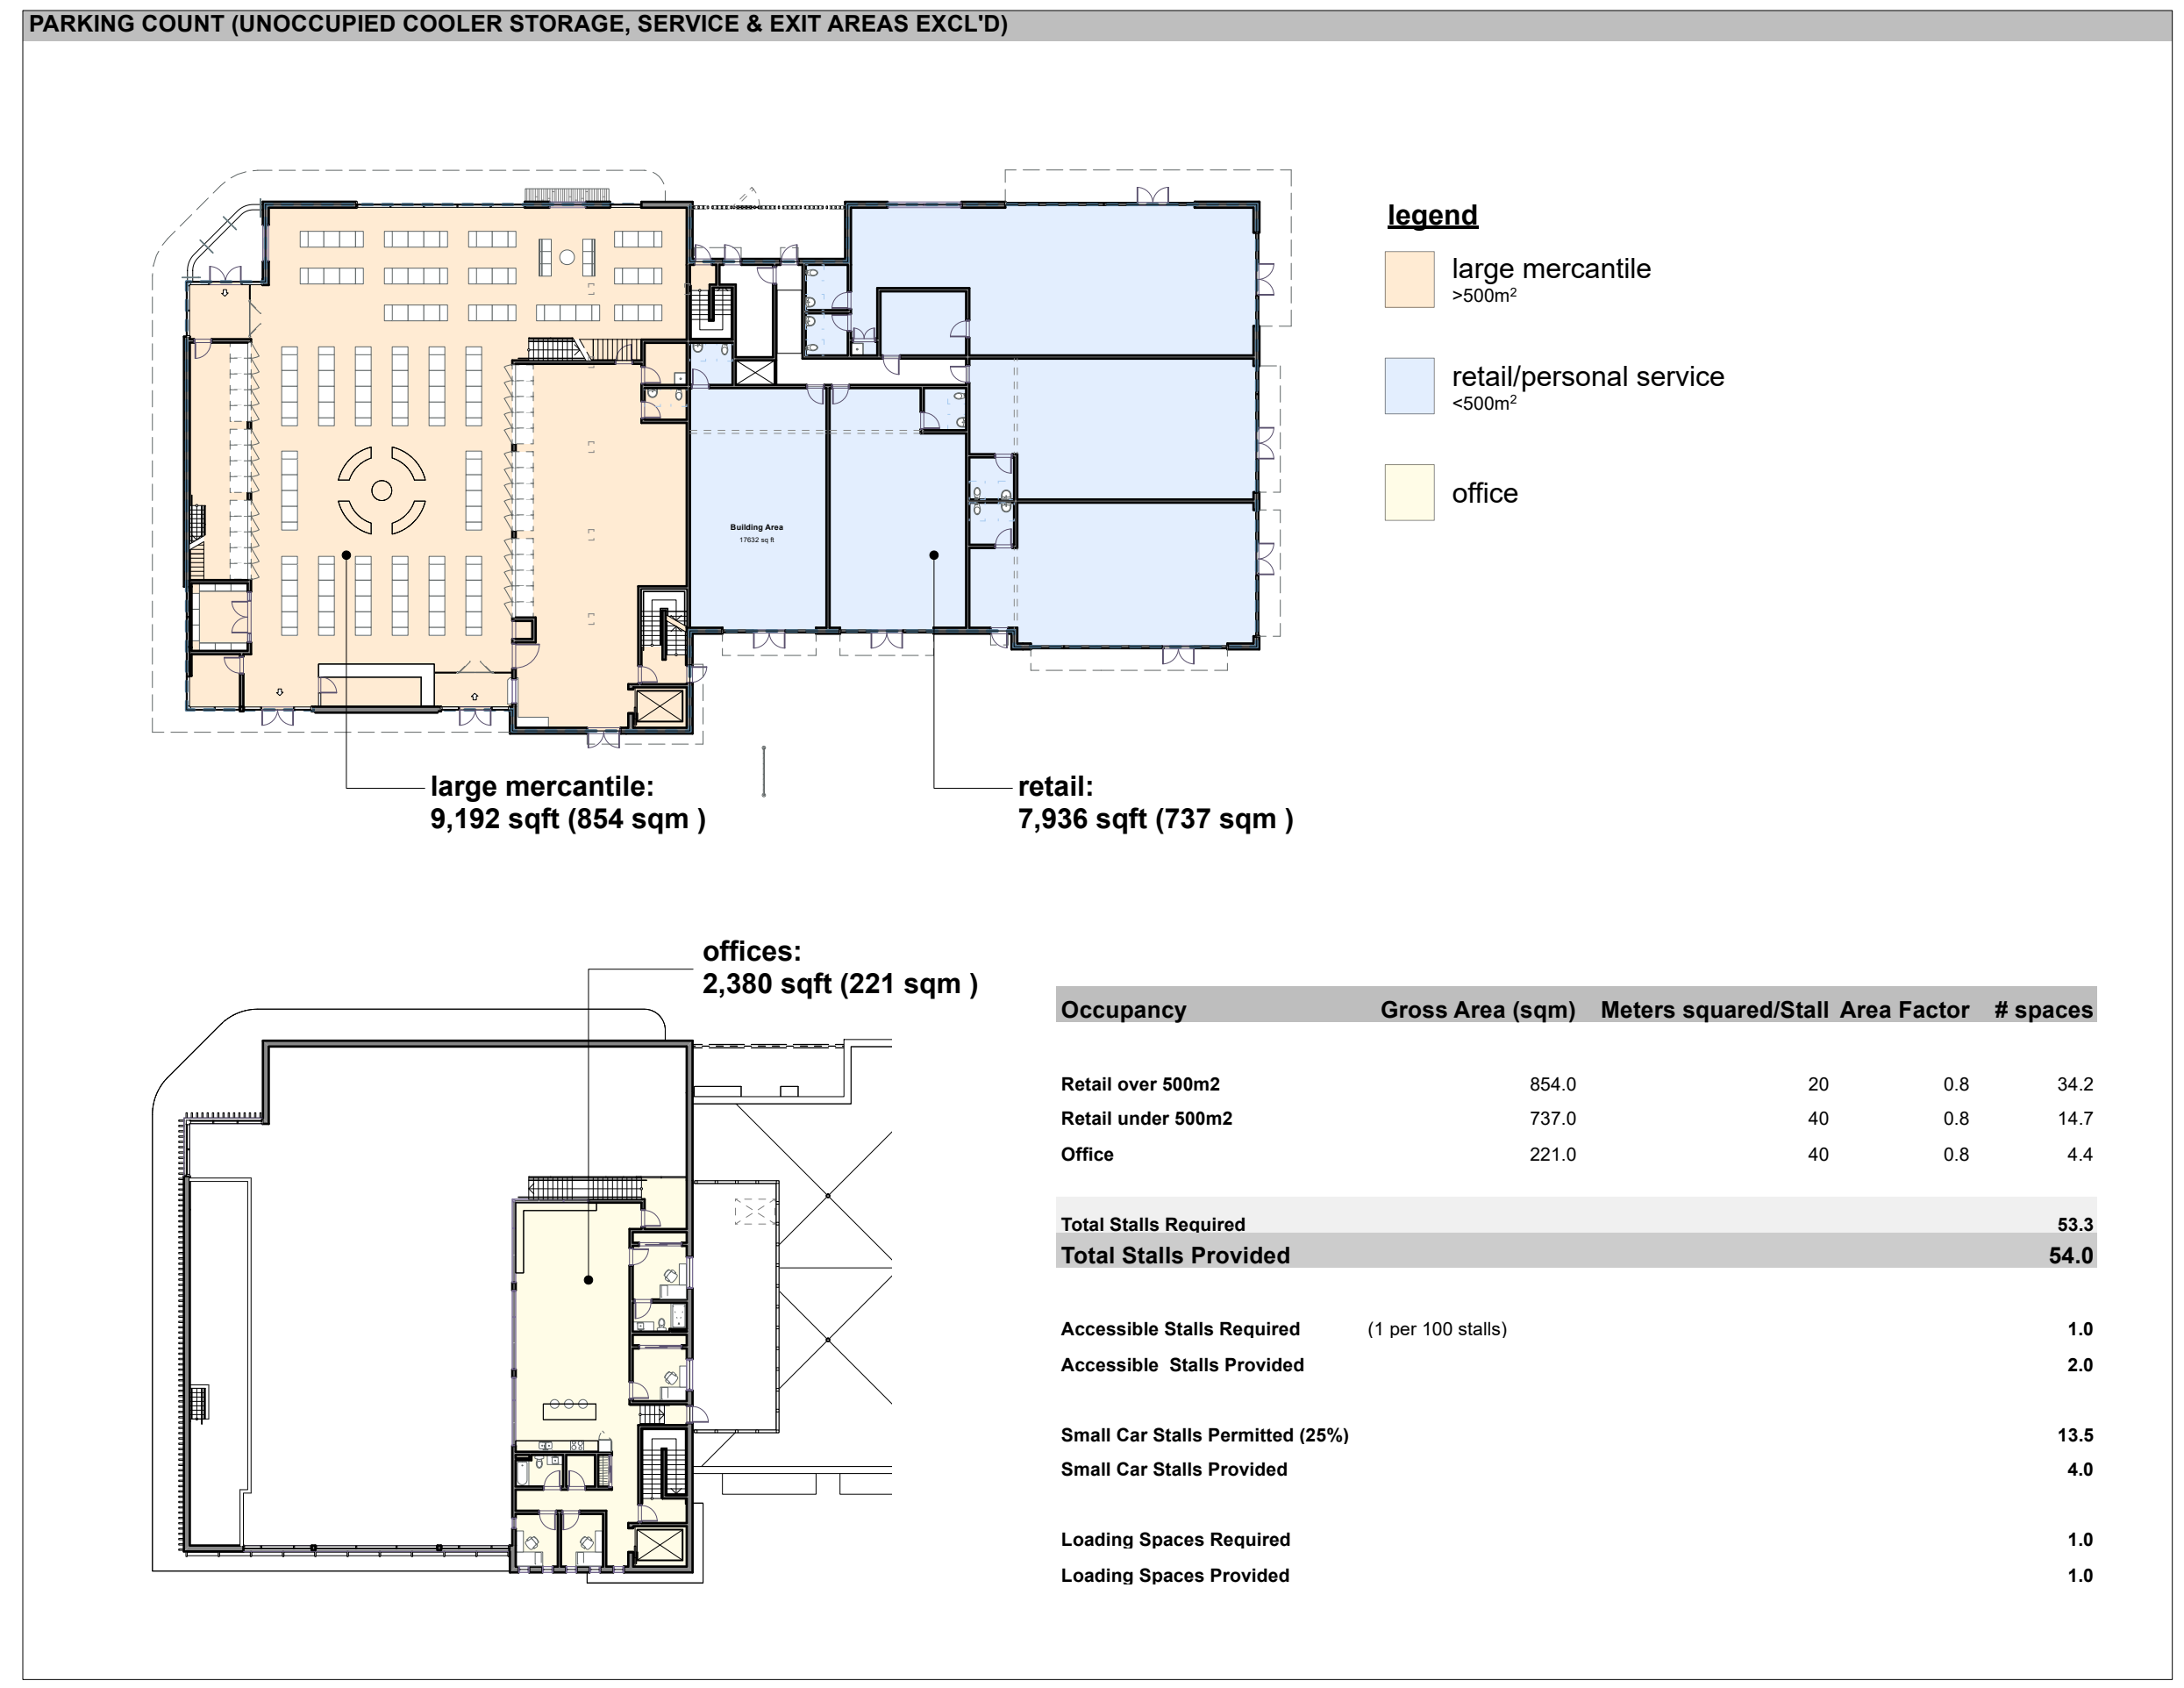 PARKING COUNT (UNOCCUPIED COOLER STORAGE, SERVICE & EXIT AREAS EXCL'D)
legend
large mercantile
>500m²
retail/personal service
<500m²
office
Building Area
17632 sq ft
large mercantile:
9,192 sqft (854 sqm )
retail:
7,936 sqft (737 sqm )
offices:
2,380 sqft (221 sqm )
Occupancy Gross Area (sqm) Meters squared/Stall Area Factor # spaces
Retail over 500m2 854.0 20 0.8 34.2
Retail under 500m2 737.0 40 0.8 14.7
Office 221.0 40 0.8 4.4
Total Stalls Required 53.3
Total Stalls Provided 54.0
Accessible Stalls Required (1 per 100 stalls) 1.0
Accessible Stalls Provided 2.0
Small Car Stalls Permitted (25%) 13.5
Small Car Stalls Provided 4.0
Loading Spaces Required 1.0
Loading Spaces Provided 1.0